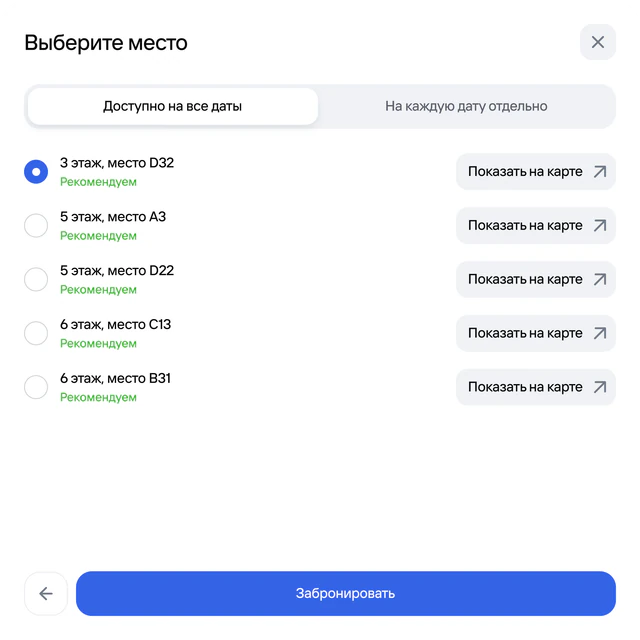 Выберите место
Доступно на все даты
На каждую дату отдельно
3 этаж, место D32
Рекомендуем
Показать на карте
5 этаж, место A3
Рекомендуем
Показать на карте
5 этаж, место D22
Рекомендуем
Показать на карте
6 этаж, место C13
Рекомендуем
Показать на карте
6 этаж, место B31
Рекомендуем
Показать на карте
Забронировать